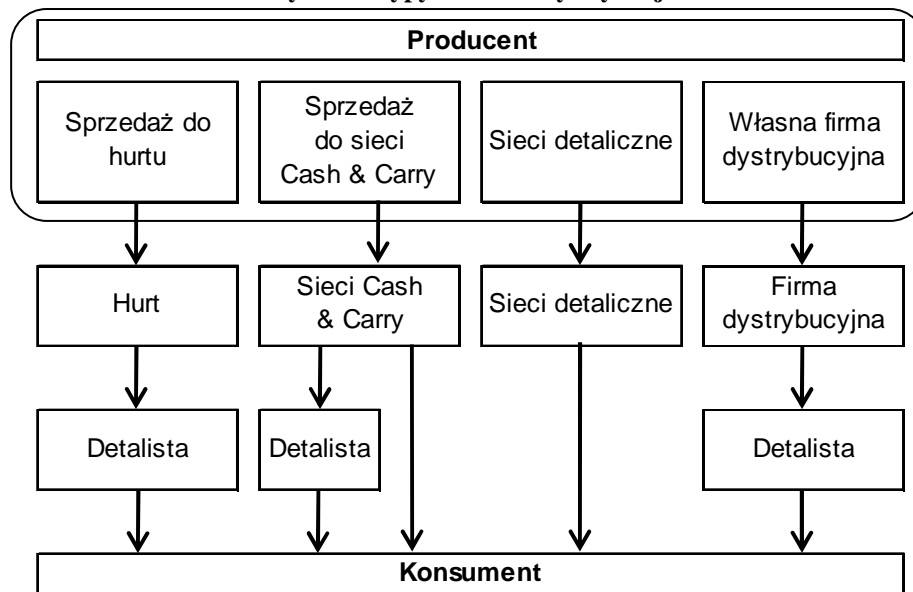 Producent
Sprzedaż do
hurtu
Sprzedaż
do sieci
Cash & Carry
Sieci detaliczne
Własna firma
dystrybucyjna
Hurt
Sieci Cash
& Carry
Sieci detaliczne
Firma
dystrybucyjna
Detalista
Detalista
Detalista
Konsument